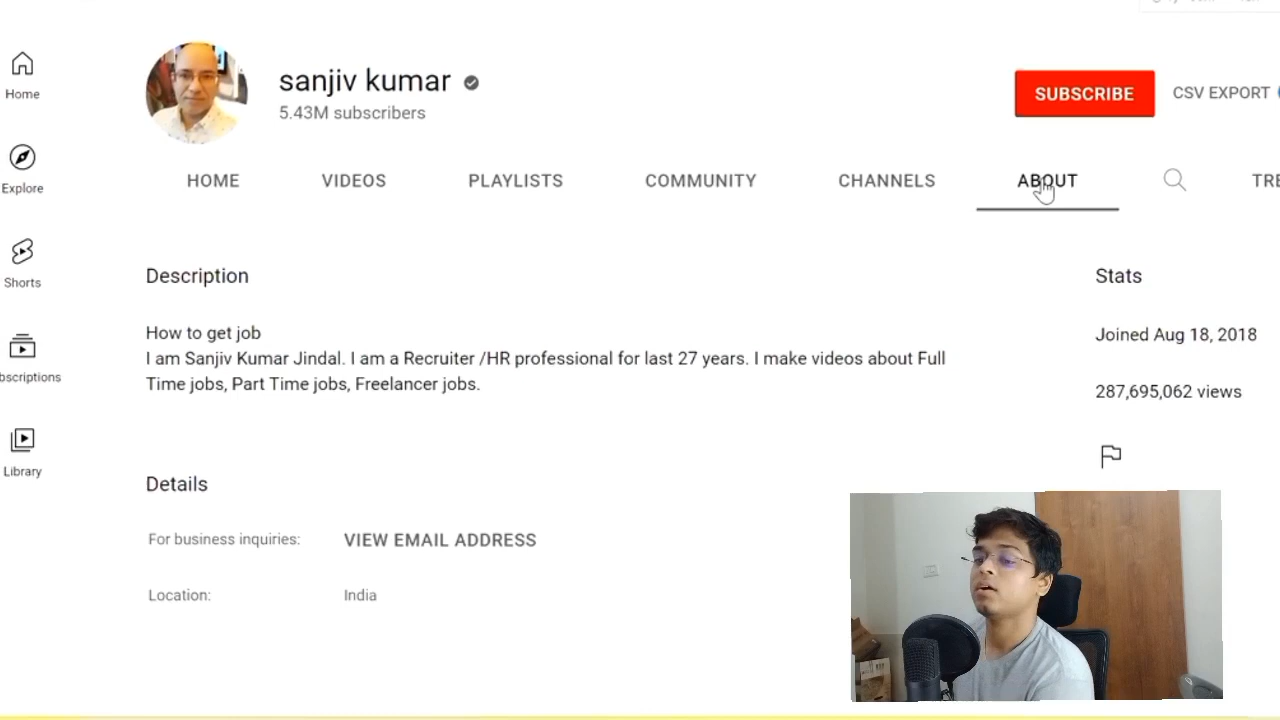 sanjiv kumar
5.43M subscribers
SUBSCRIBE
CSV EXPORT
HOME
VIDEOS
PLAYLISTS
COMMUNITY
CHANNELS
ABOUT
TRE
Home
Explore
Shorts
bscriptions
Library
Description
How to get job
I am Sanjiv Kumar Jindal. I am a Recruiter /HR professional for last 27 years. I make videos about Full
Time jobs, Part Time jobs, Freelancer jobs.
Details
For business inquiries:
VIEW EMAIL ADDRESS
Location:
India
Stats
Joined Aug 18, 2018
287,695,062 views